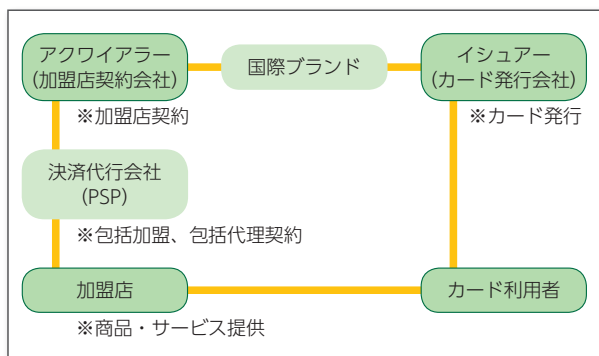 アクワイアラー
(加盟店契約会社)
国際ブランド
イシュアー
(カード発行会社)
※加盟店契約
※カード発行
決済代行会社
(PSP)
※包括加盟、包括代理契約
加盟店
カード利用者
※商品・サービス提供